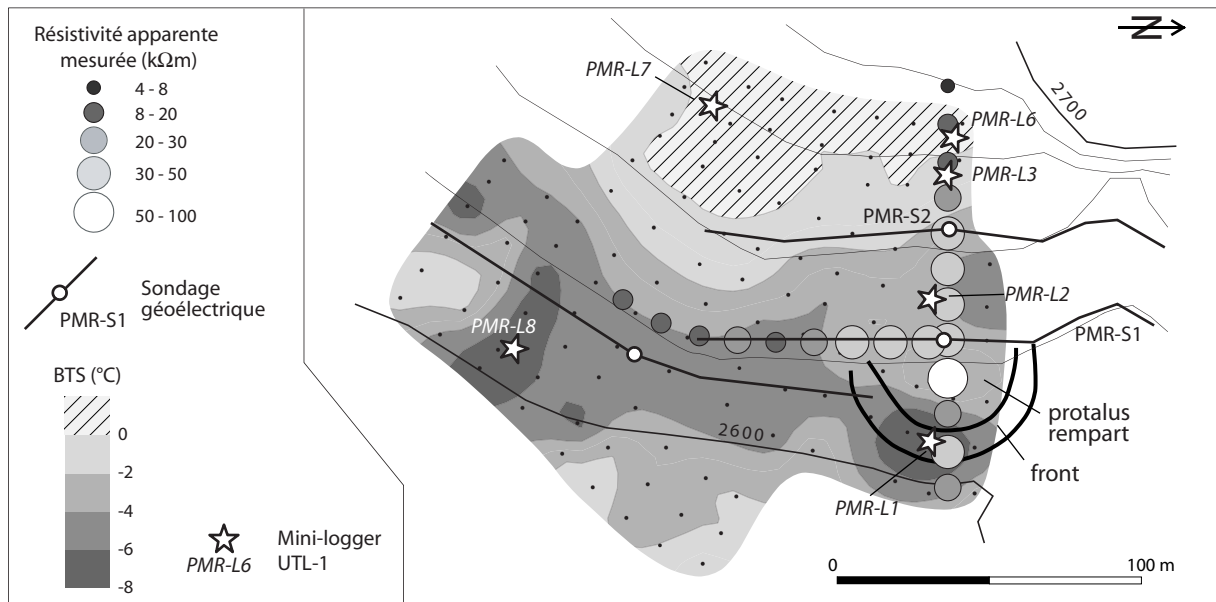 Résistivité apparente
mesurée (kΩm)
4 - 8
8 - 20
20 - 30
30 - 50
50 - 100
PMR-S1
Sondage
géoélectrique
BTS (°C)
0
-2
-4
-6
-8
PMR-L6
Mini-logger
UTL-1
N
2700
PMR-L7
PMR-L6
PMR-L3
PMR-S2
PMR-L2
PMR-S1
PMR-L8
protalus
rempart
front
2600
PMR-L1
0
100 m